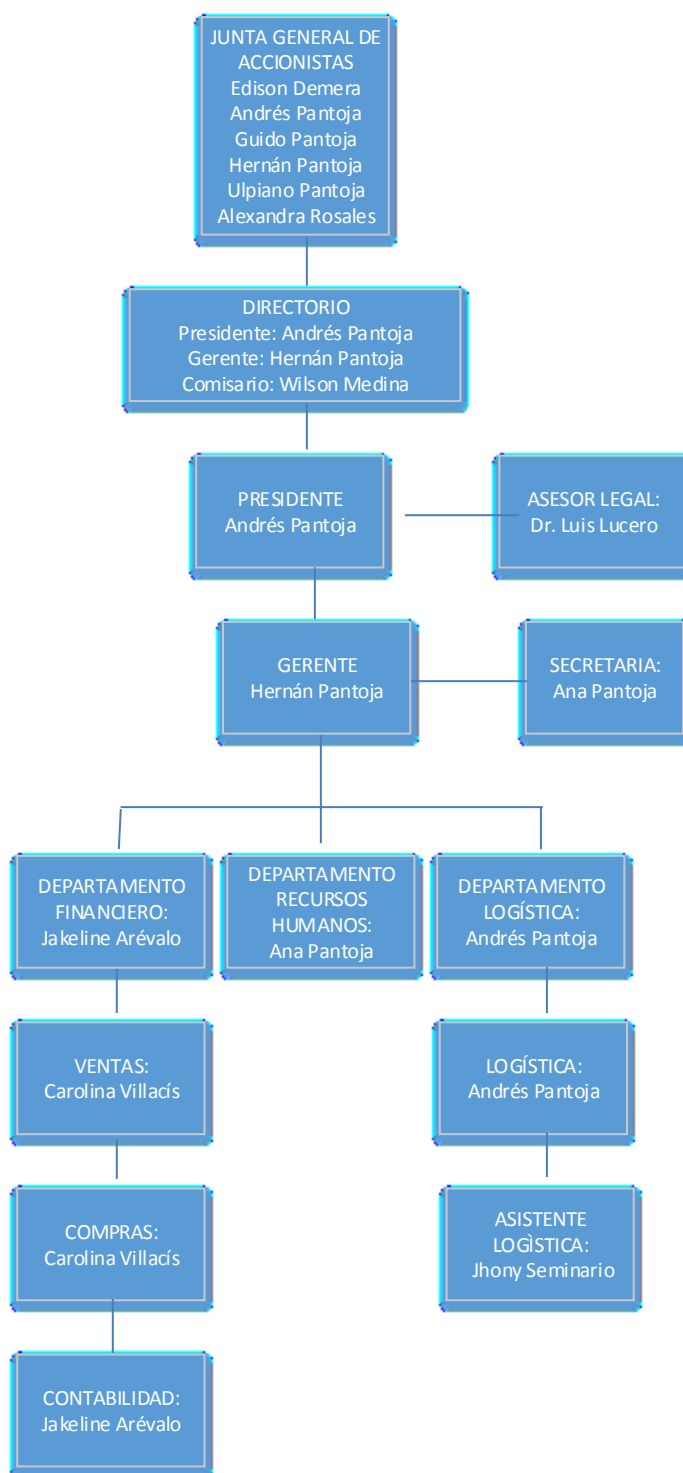 JUNTA GENERAL DE
ACCIONISTAS
Edison Demera
Andrés Pantoja
Guido Pantoja
Hernán Pantoja
Ulpiano Pantoja
Alexandra Rosales
DIRECTORIO
Presidente: Andrés Pantoja
Gerente: Hernán Pantoja
Comisario: Wilson Medina
PRESIDENTE
Andrés Pantoja
ASESOR LEGAL:
Dr. Luis Lucero
GERENTE
Hernán Pantoja
SECRETARIA:
Ana Pantoja
DEPARTAMENTO
FINANCIERO:
Jakeline Arévalo
DEPARTAMENTO
RECURSOS
HUMANOS:
Ana Pantoja
DEPARTAMENTO
LOGÍSTICA:
Andrés Pantoja
VENTAS:
Carolina Villacís
LOGÍSTICA:
Andrés Pantoja
COMPRAS:
Carolina Villacís
ASISTENTE
LOGÌSTICA:
Jhony Seminario
CONTABILIDAD:
Jakeline Arévalo